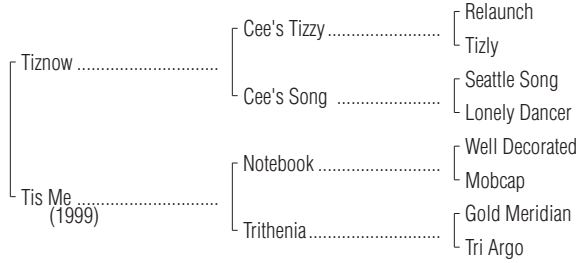 Relaunch
Cee's Tizzy ........................
Tizly
Tiznow ..............................
Seattle Song
Cee's Song ......................
Lonely Dancer
Well Decorated
Notebook ..........................
Mobcap
Tis Me ................................
(1999)
Gold Meridian
Trithenia ............................
Tri Argo